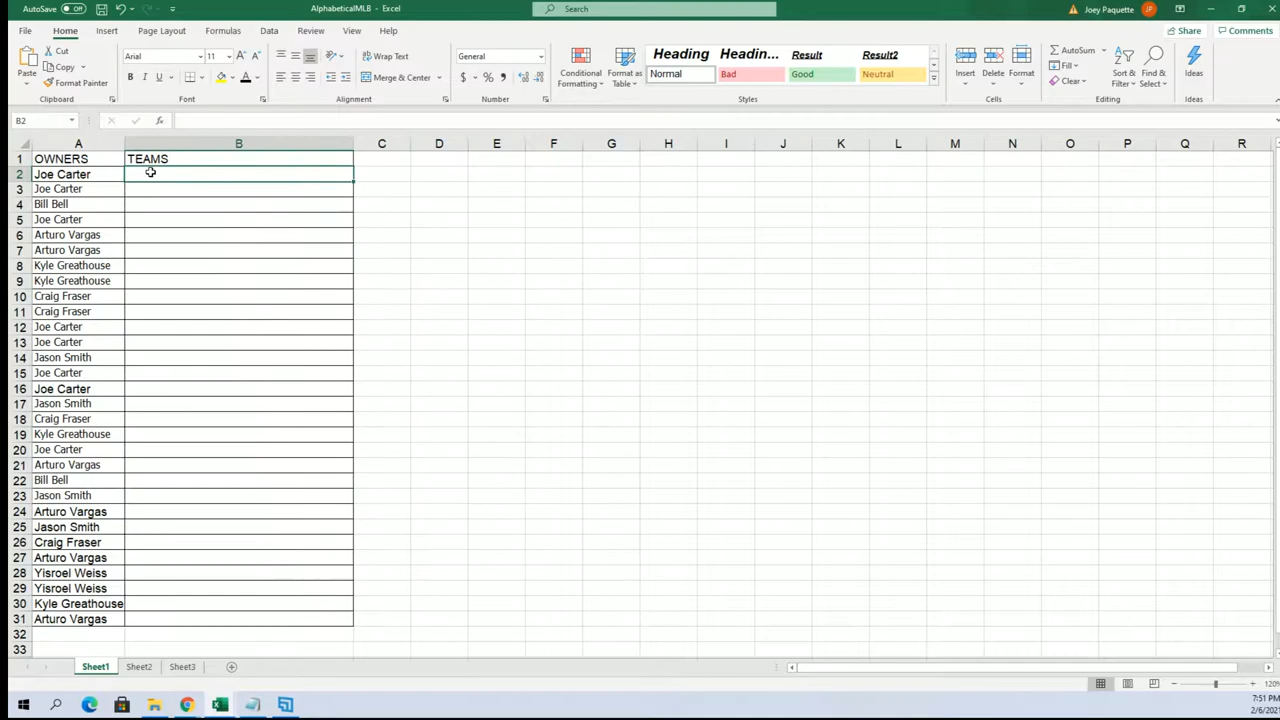 AutoSave Off AlphabeticalMLB - Excel Search Joey Paquette JP
File Home Insert Page Layout Formulas Data Review View Help Share Comments
Paste Cut Copy Format Painter Clipboard
Arial 11 B I U A Font
Wrap Text Merge & Center Alignment
General $ % , Number
Conditional Formatting Format as Table
Heading Headin... Result Result2
Normal Bad Good Neutral
Styles
Insert Delete Format Cells
AutoSum Fill Clear Sort & Filter Find & Select Editing
Ideas Ideas
B2 fx
A B C D E F G H I J K L M N O P Q R
1 OWNERS TEAMS
2 Joe Carter
3 Joe Carter
4 Bill Bell
5 Joe Carter
6 Arturo Vargas
7 Arturo Vargas
8 Kyle Greathouse
9 Kyle Greathouse
10 Craig Fraser
11 Craig Fraser
12 Joe Carter
13 Joe Carter
14 Jason Smith
15 Joe Carter
16 Joe Carter
17 Jason Smith
18 Craig Fraser
19 Kyle Greathouse
20 Joe Carter
21 Arturo Vargas
22 Bill Bell
23 Jason Smith
24 Arturo Vargas
25 Jason Smith
26 Craig Fraser
27 Arturo Vargas
28 Yisroel Weiss
29 Yisroel Weiss
30 Kyle Greathouse
31 Arturo Vargas
32
33
Sheet1 Sheet2 Sheet3
120%
7:51 PM